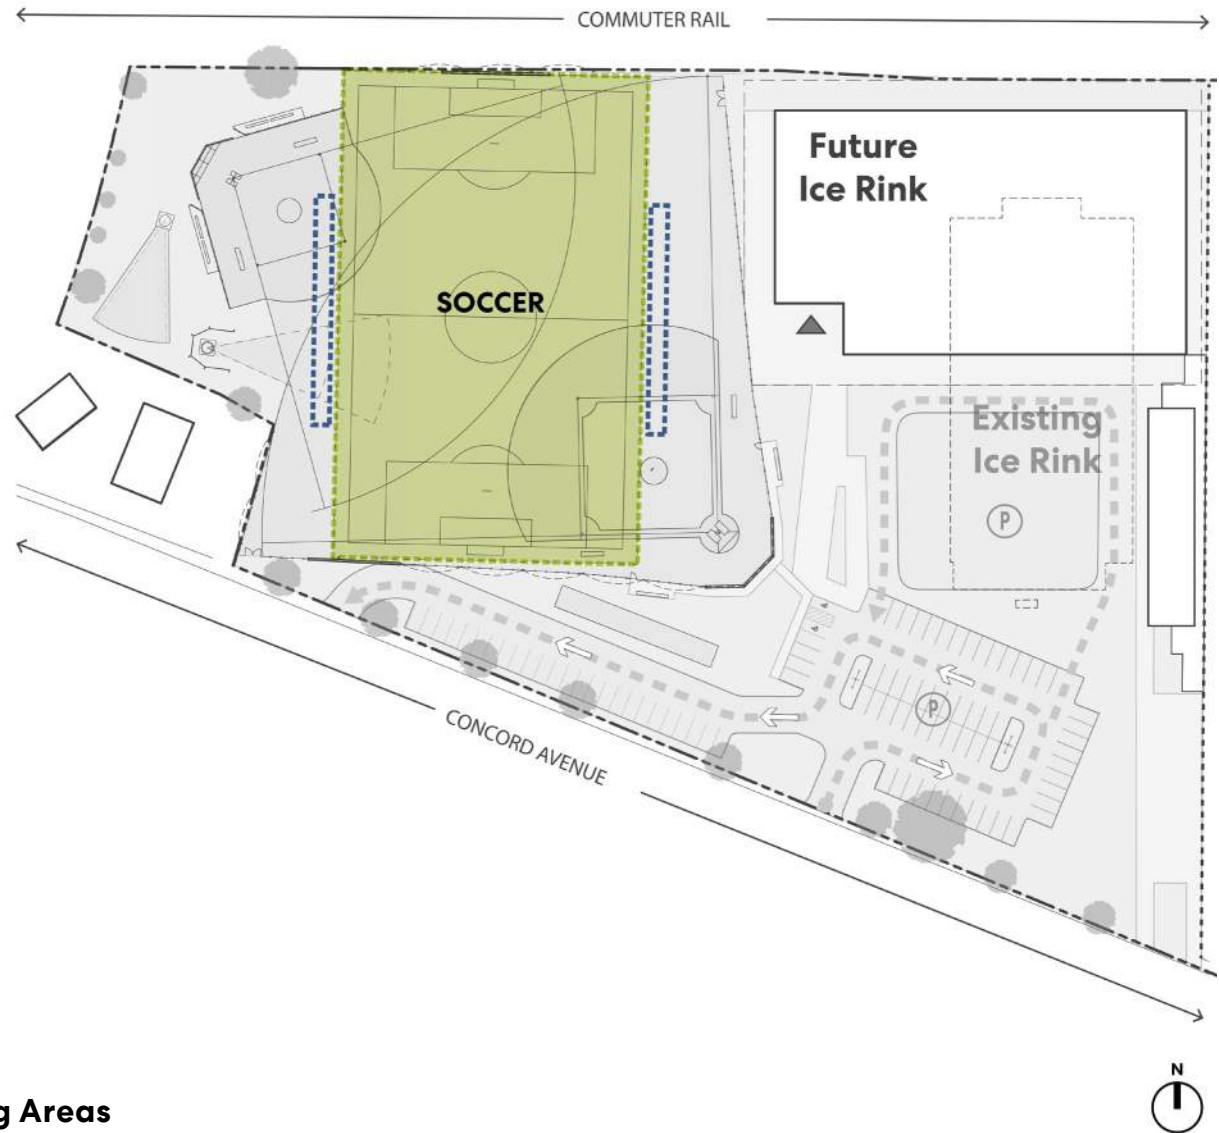 COMMUTER RAIL
Future
Ice Rink
SOCCER
Existing
Ice Rink
P
P
CONCORD AVENUE
N
g Areas